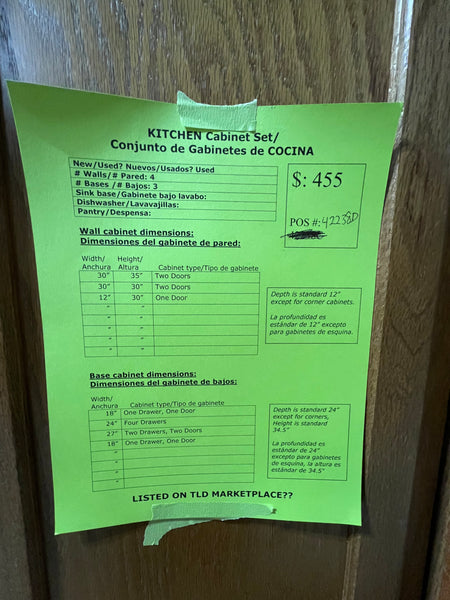 KITCHEN Cabinet Set/
Conjunto de Gabinetes de COCINA
New/Used? Nuevos/Usados? Used
# Walls/# Pared: 4
# Bases /# Bajos: 3
Sink base/Gabinete bajo lavabo:
Dishwasher/Lavavajillas:
Pantry/Despensa:
$: 455
POS #: 42238D
Wall cabinet dimensions:
Dimensiones del gabinete de pared:
Width/ Height/
Anchura Altura Cabinet type/Tipo de gabinete
30" 35" Two Doors
30" 30" Two Doors
12" 30" One Door
" "
" "
" "
" "
Depth is standard 12"
except for corner cabinets.
La profundidad es
estándar de 12" excepto
para gabinetes de esquina.
Base cabinet dimensions:
Dimensiones del gabinete de bajos:
Width/
Anchura Cabinet type/Tipo de gabinete
18" One Drawer, One Door
24" Four Drawers
27" Two Drawers, Two Doors
18" One Drawer, One Door
"
"
"
"
Depth is standard 24"
except for corners,
Height is standard
34.5"
La profundidad es
estándar de 24"
excepto para gabinetes
de esquina, la altura es
estándar de 34.5"
LISTED ON TLD MARKETPLACE??